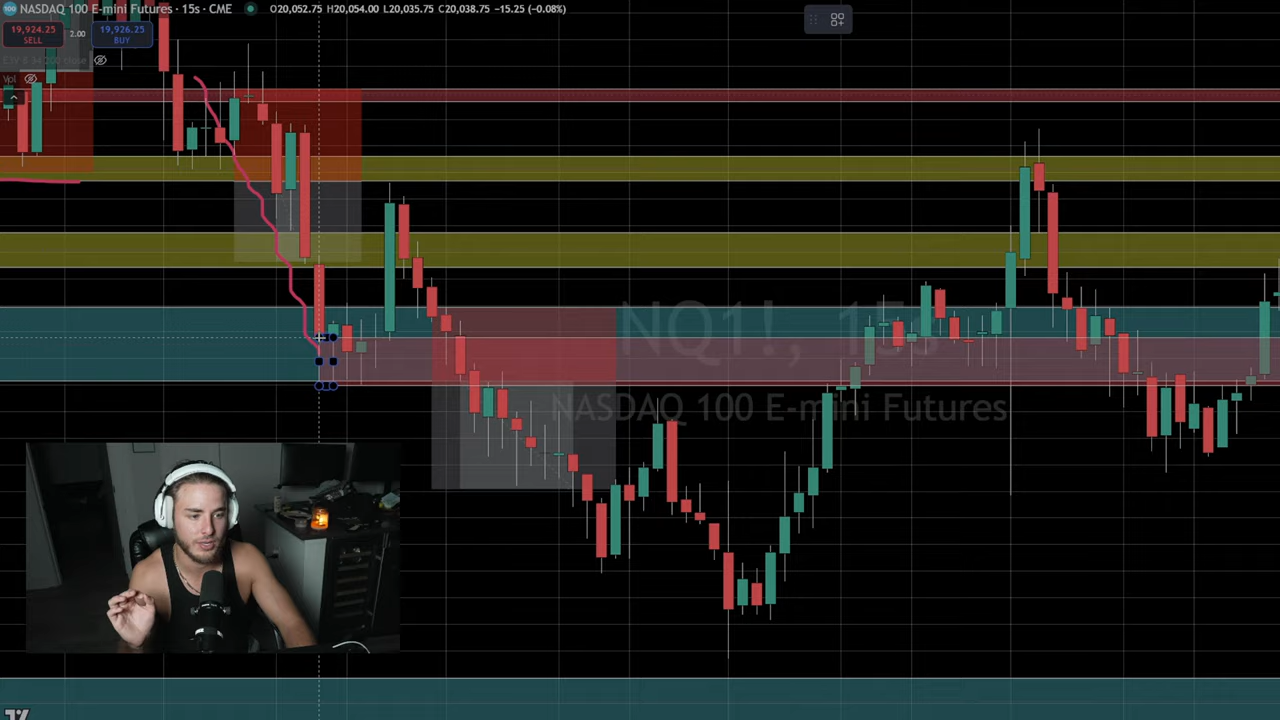 100 NASDAQ 100 E-mini Futures · 15s · CME O20,052.75 H20,054.00 L20,035.75 C20,038.75 −15.25 (−0.08%)
19,924.25 2.00 19,926.25
SELL BUY
Vol
NQ1!, 15s
NASDAQ 100 E-mini Futures